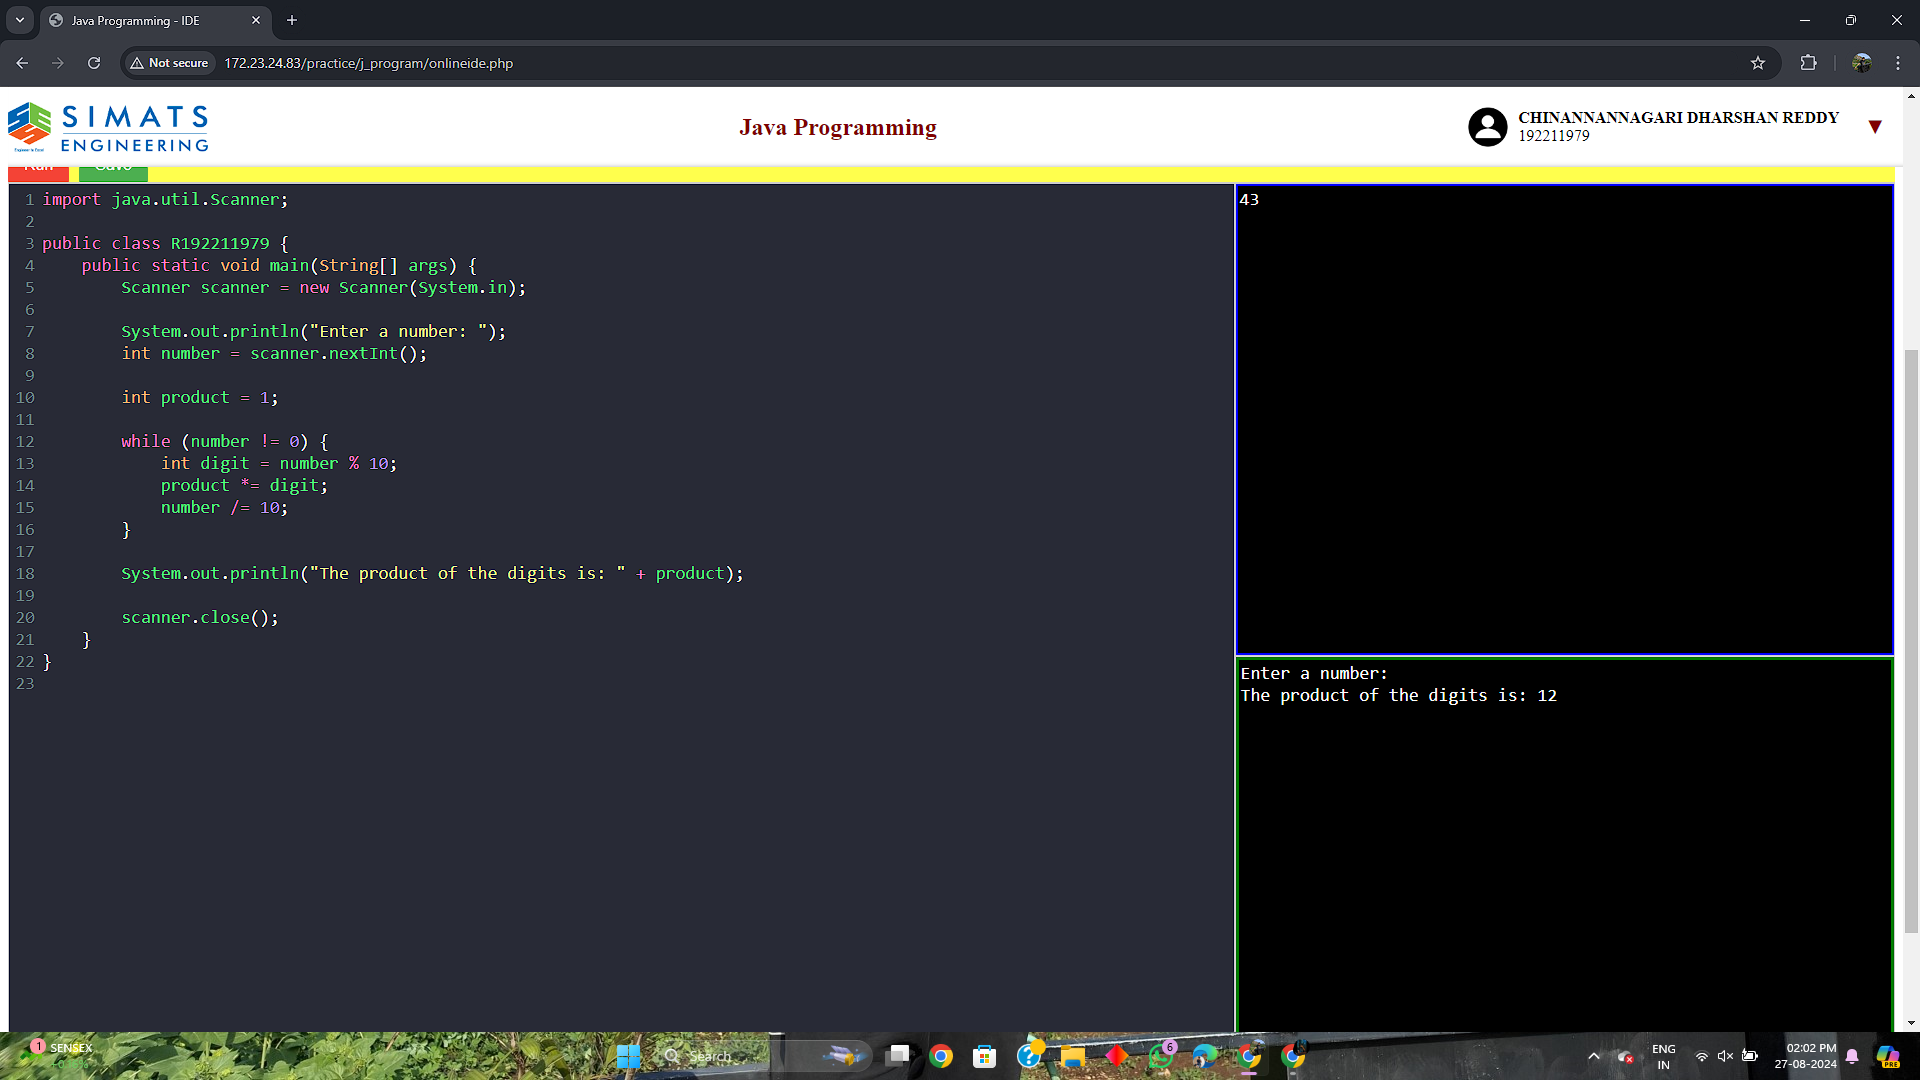 Java Programming - IDE
Not secure 172.23.24.83/practice/j_program/onlineide.php
SIMATS
ENGINEERING
Java Programming
CHINANNANNAGARI DHARSHAN REDDY
192211979
Run Save
1 import java.util.Scanner;
2
3 public class R192211979 {
4     public static void main(String[] args) {
5         Scanner scanner = new Scanner(System.in);
6
7         System.out.println("Enter a number: ");
8         int number = scanner.nextInt();
9
10         int product = 1;
11
12         while (number != 0) {
13             int digit = number % 10;
14             product *= digit;
15             number /= 10;
16         }
17
18         System.out.println("The product of the digits is: " + product);
19
20         scanner.close();
21     }
22 }
23
43
Enter a number:
The product of the digits is: 12
1 SENSEX
Search
6
ENG
IN
02:02 PM
27-08-2024
PRE